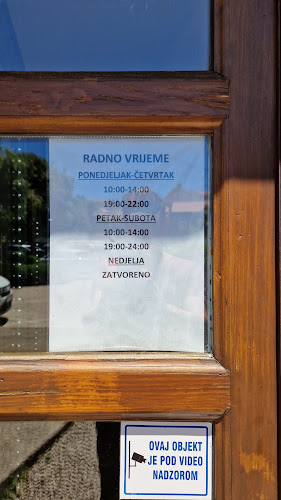 RADNO VRIJEME
PONEDJELJAK-ČETVRTAK
10:00-14:00
19:00-22:00
PETAK-SUBOTA
10:00-14:00
19:00-24:00
NEDJELJA
ZATVORENO
OVAJ OBJEKT
JE POD VIDEO
NADZOROM